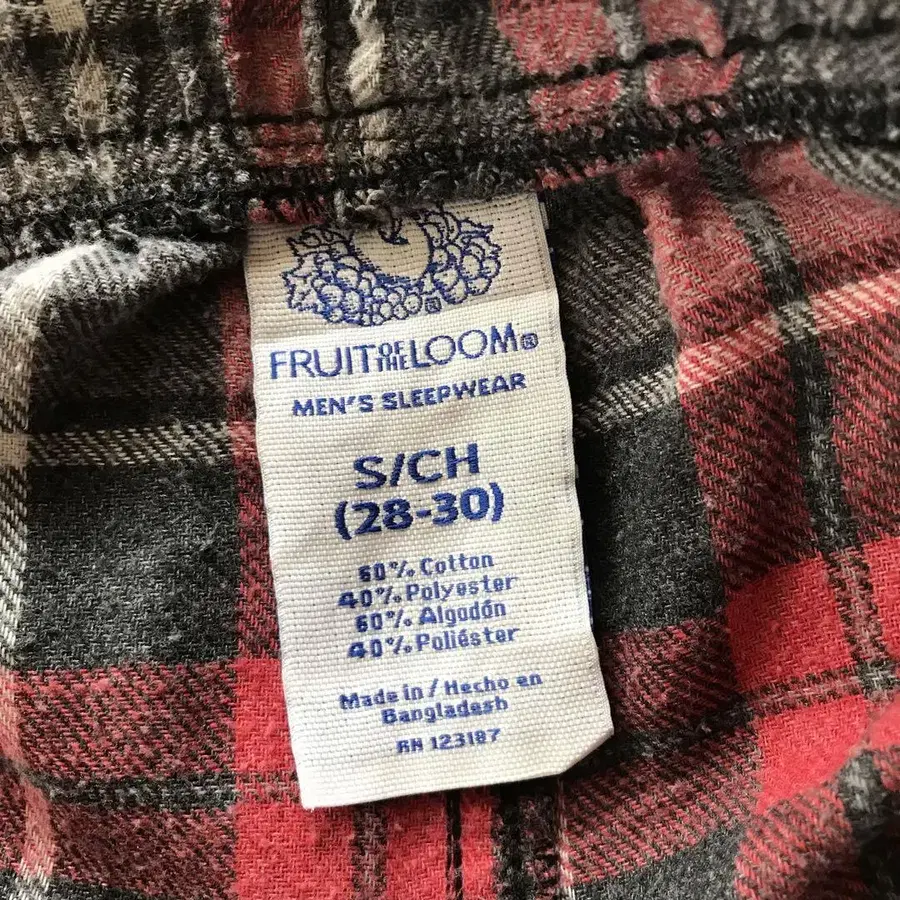 FRUIT OF THE LOOM®
MEN'S SLEEPWEAR
S/CH
(28-30)
60% Cotton
40% Polyester
60% Algodón
40% Poliéster
Made in / Hecho en
Bangladesh
RN 123187